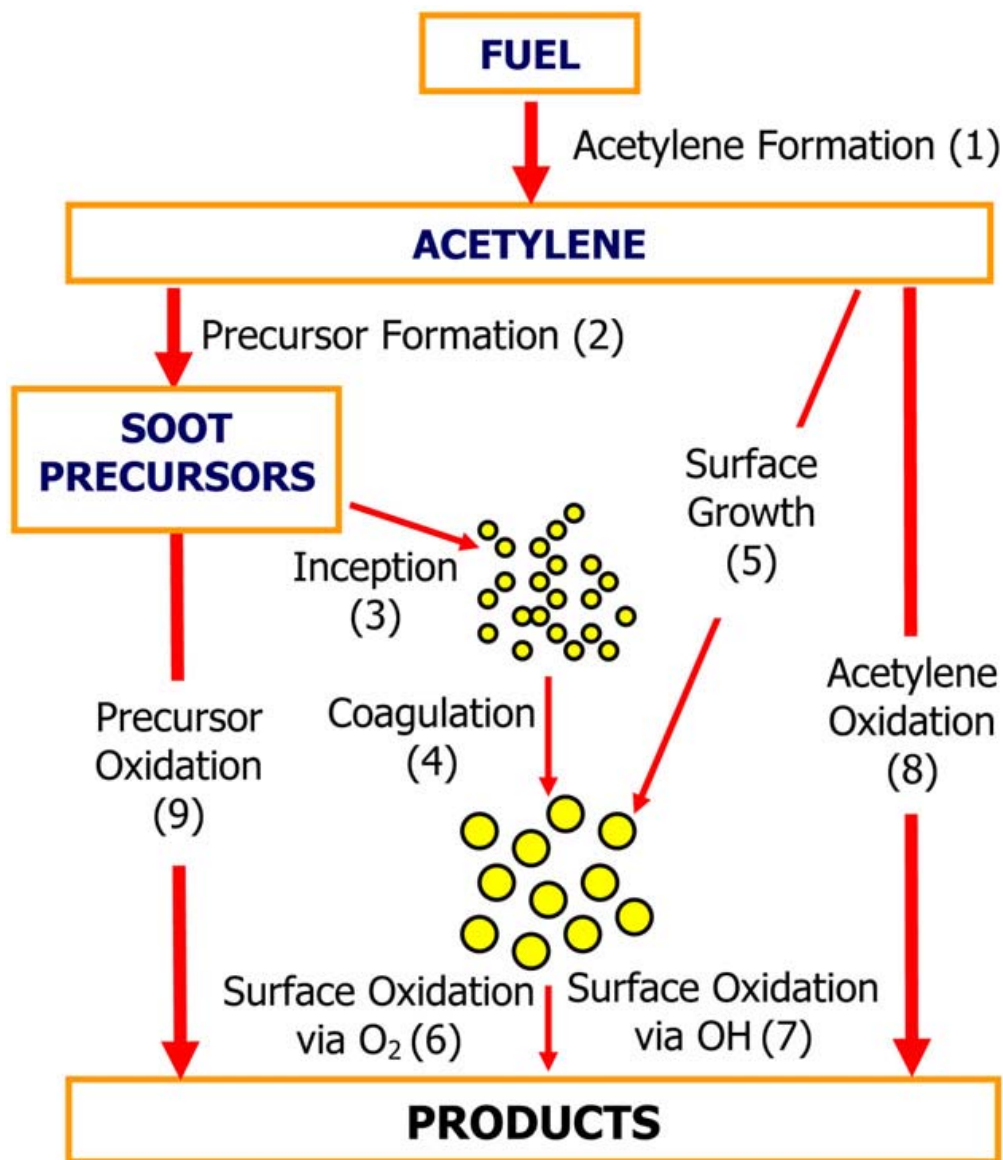 FUEL
Acetylene Formation (1)
ACETYLENE
Precursor Formation (2)
SOOT
PRECURSORS
Surface
Growth
(5)
Inception
(3)
Acetylene
Oxidation
(8)
Precursor
Oxidation
(9)
Coagulation
(4)
Surface Oxidation
via O₂ (6)
Surface Oxidation
via OH (7)
PRODUCTS